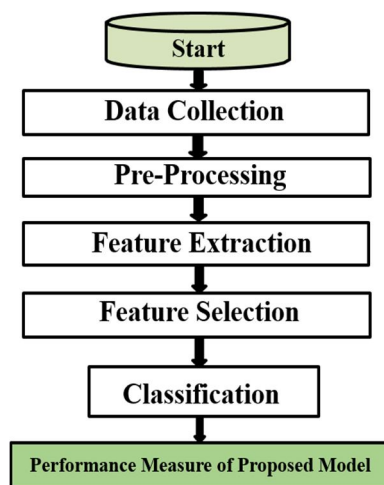 Start
Data Collection
Pre-Processing
Feature Extraction
Feature Selection
Classification
Performance Measure of Proposed Model